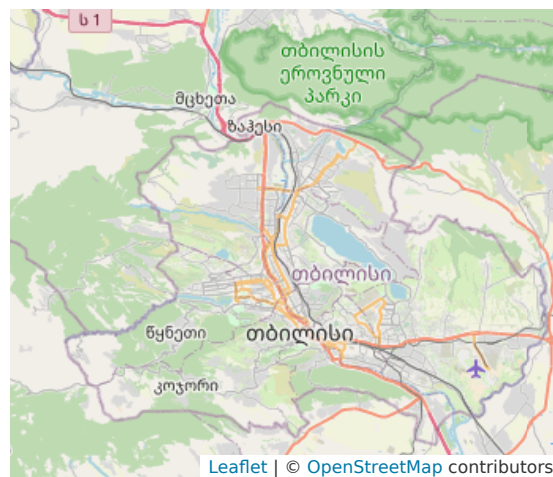 ს 1
თბილისის
ეროვნული
პარკი
მცხეთა
ზაჰესი
თბილისი
წყნეთი
თბილისი
კოჯორი
Leaflet | © OpenStreetMap contributors